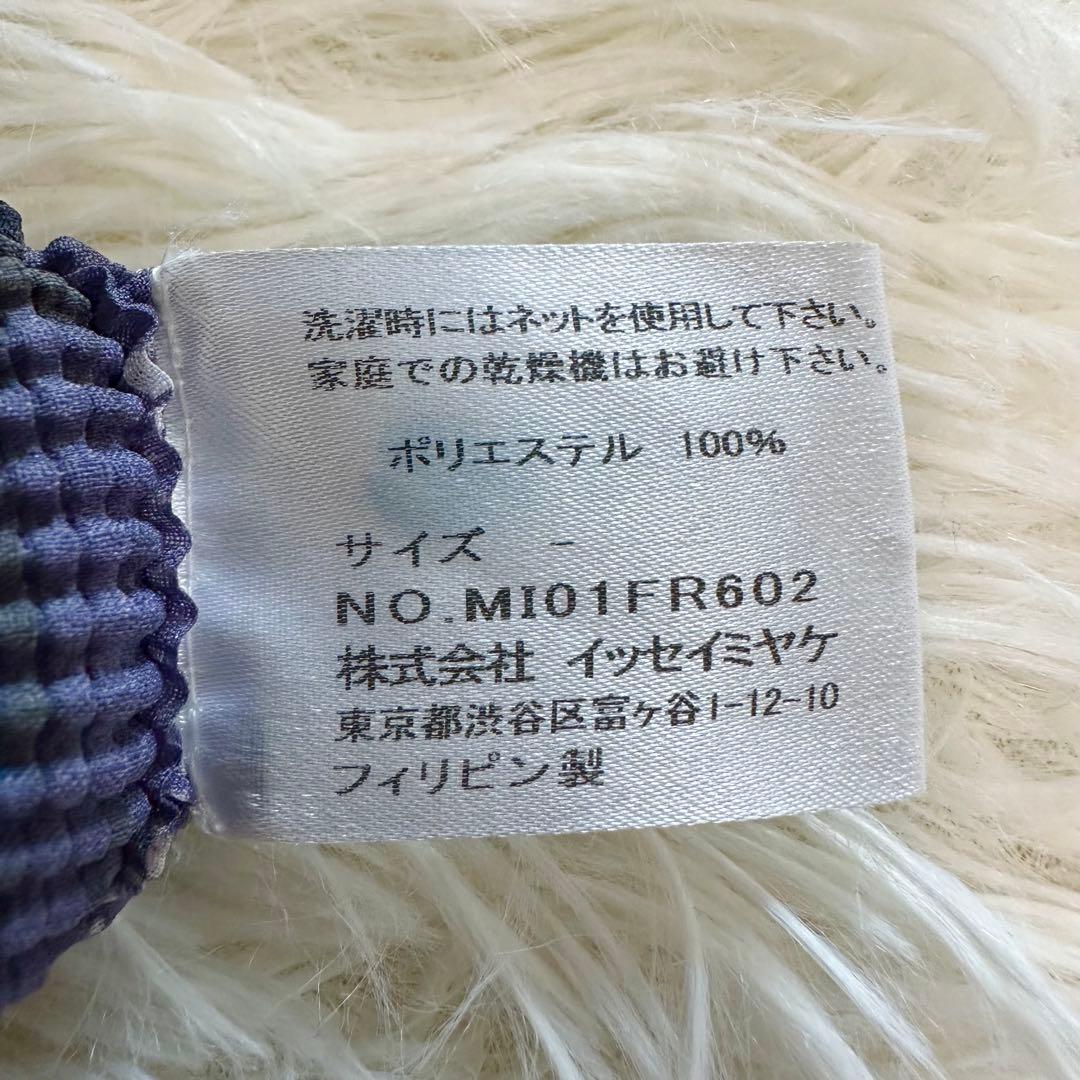 洗濯時にはネットを使用して下さい。
家庭での乾燥機はお避け下さい。
ポリエステル 100%
サイズ -
NO.MI01FR602
株式会社 イッセイミヤケ
東京都渋谷区富ヶ谷1-12-10
フィリピン製